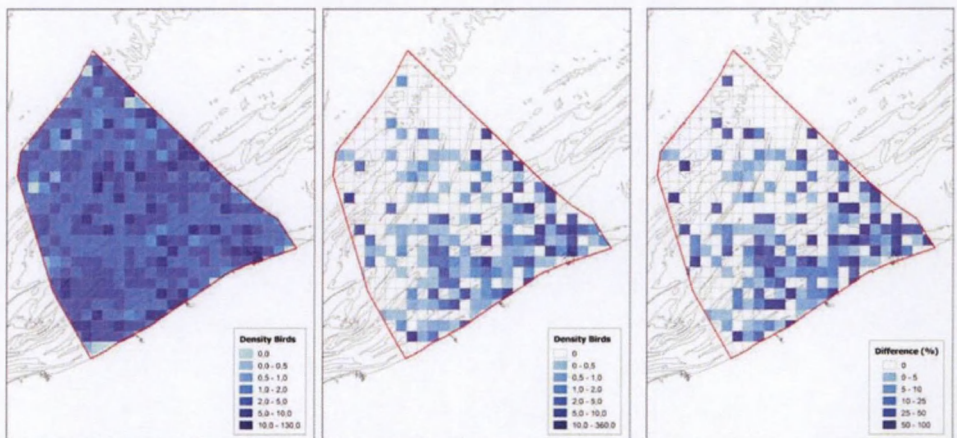 Density Birds
0,0
0,0 - 0,5
0,5 - 1,0
1,0 - 2,0
2,0 - 5,0
5,0 - 10,0
10,0 - 130,0
Density Birds
0
0 - 0,5
0,5 - 1,0
1,0 - 2,0
2,0 - 5,0
5,0 - 10,0
10,0 - 360,0
Difference (%)
0
0 - 5
5 - 10
10 - 25
25 - 50
50 - 100